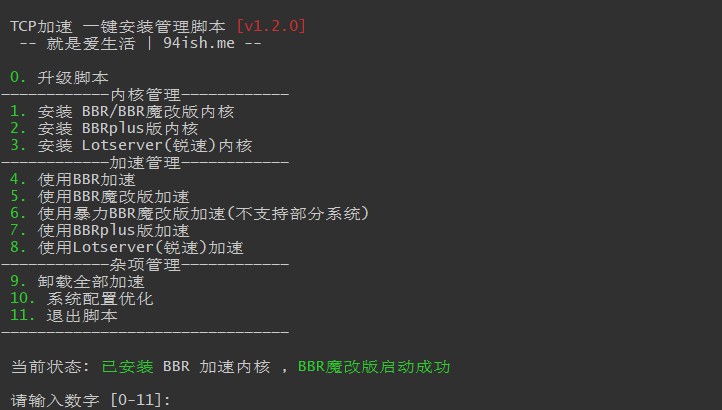 TCP加速 一键安装管理脚本 [v1.2.0]
-- 就是爱生活 | 94ish.me --
0. 升级脚本
————————————内核管理————————————
1. 安装 BBR/BBR魔改版内核
2. 安装 BBRplus版内核
3. 安装 Lotserver(锐速)内核
————————————加速管理————————————
4. 使用BBR加速
5. 使用BBR魔改版加速
6. 使用暴力BBR魔改版加速(不支持部分系统)
7. 使用BBRplus版加速
8. 使用Lotserver(锐速)加速
————————————杂项管理————————————
9. 卸载全部加速
10. 系统配置优化
11. 退出脚本
————————————————————————————————
当前状态: 已安装 BBR 加速内核 , BBR魔改版启动成功
请输入数字 [0-11]: